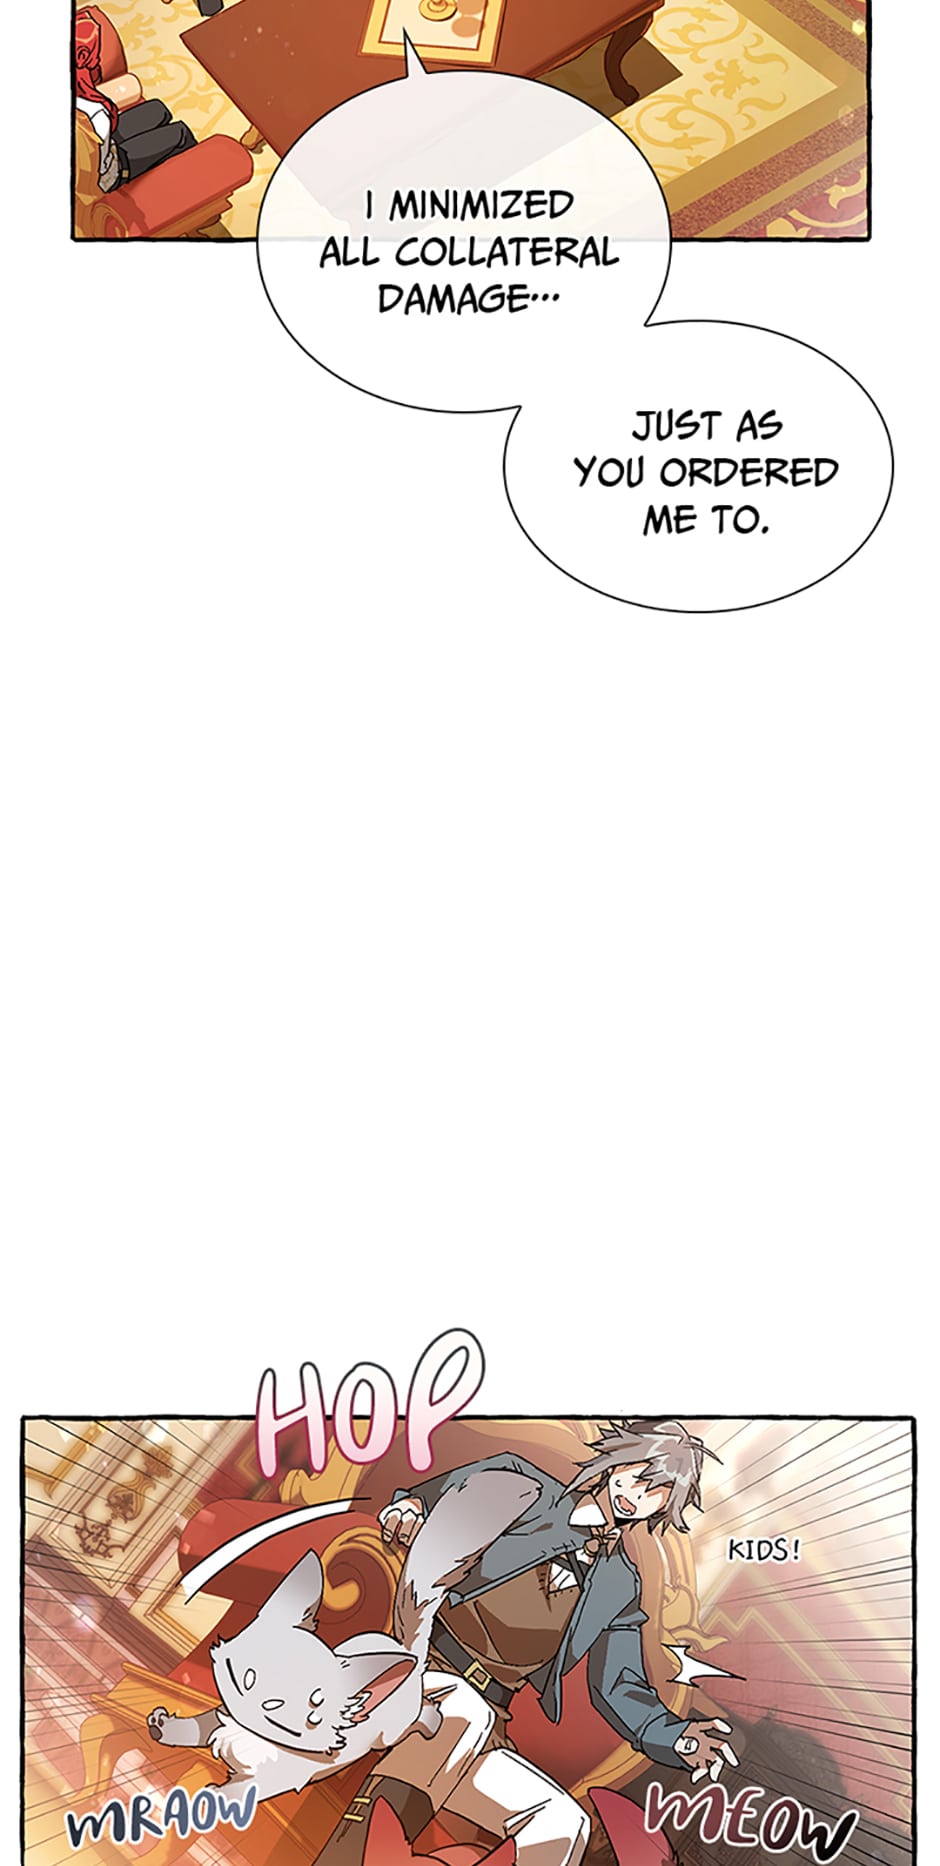 I MINIMIZED
ALL COLLATERAL
DAMAGE...
JUST AS
YOU ORDERED
ME TO.
HOP
KIDS!
MRAOW
MEOW